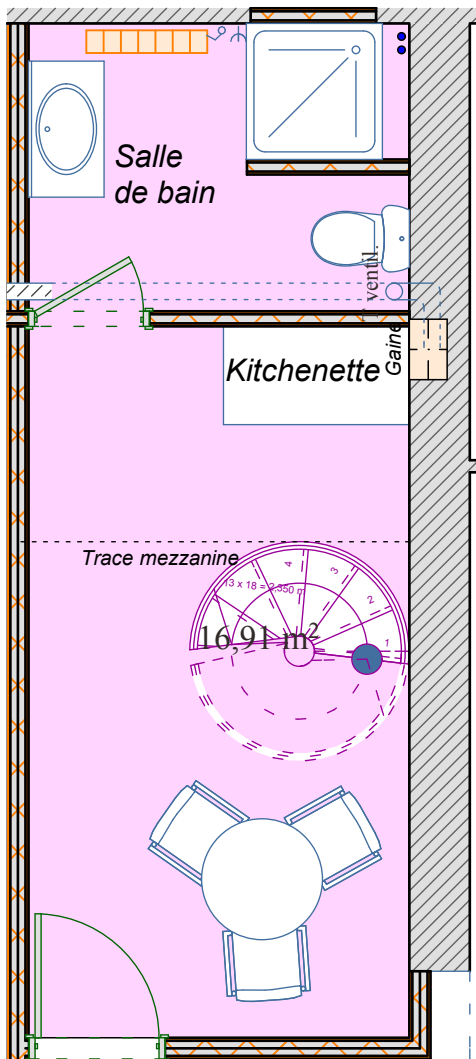 Salle
de bain
T ventil.
Gaine
Kitchenette
Trace mezzanine
4
3
2
1
13 x 18 = 2,350 m
16,91 m²